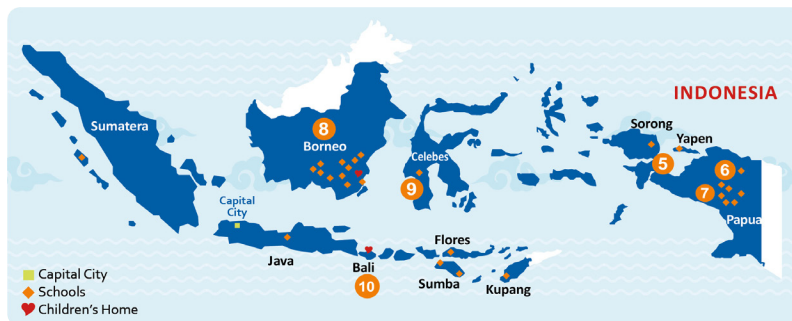 INDONESIA
8
Borneo
Sumatera
Sorong
Yapen
Celebes
5
6
9
7
Capital
City
Papua
Java
Bali
Flores
Sumba
Kupang
10
Capital City
Schools
Children's Home